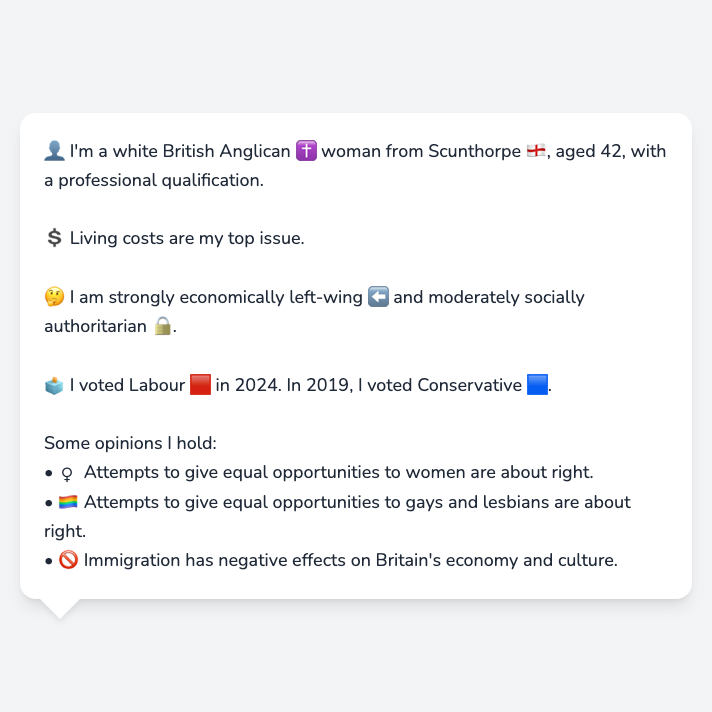 👤 I'm a white British Anglican ✝️ woman from Scunthorpe 🏴󠁧󠁢󠁥󠁮󠁧󠁿, aged 42, with
a professional qualification.
💲 Living costs are my top issue.
🤔 I am strongly economically left-wing ⬅️ and moderately socially
authoritarian 🔒.
🗳️ I voted Labour 🟥 in 2024. In 2019, I voted Conservative 🟦.
Some opinions I hold:
• ♀ Attempts to give equal opportunities to women are about right.
• 🏳️‍🌈 Attempts to give equal opportunities to gays and lesbians are about
right.
• 🚫 Immigration has negative effects on Britain's economy and culture.